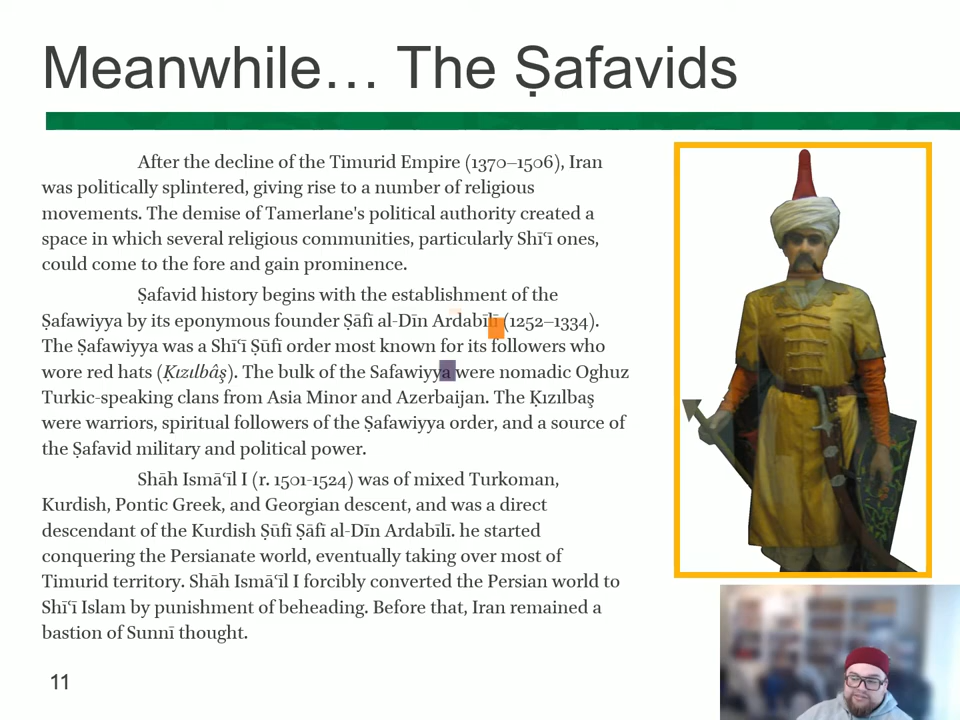 Meanwhile… The Ṣafavids
After the decline of the Timurid Empire (1370–1506), Iran
was politically splintered, giving rise to a number of religious
movements. The demise of Tamerlane's political authority created a
space in which several religious communities, particularly Shīʿī ones,
could come to the fore and gain prominence.
Ṣafavid history begins with the establishment of the
Ṣafawiyya by its eponymous founder Ṣāfī al-Dīn Ardabīlī (1252–1334).
The Ṣafawiyya was a Shīʿī Ṣūfī order most known for its followers who
wore red hats (Ḳızılbâş). The bulk of the Safawiyya were nomadic Oghuz
Turkic-speaking clans from Asia Minor and Azerbaijan. The Ḳızılbaş
were warriors, spiritual followers of the Ṣafawiyya order, and a source of
the Ṣafavid military and political power.
Shāh Ismāʿīl I (r. 1501-1524) was of mixed Turkoman,
Kurdish, Pontic Greek, and Georgian descent, and was a direct
descendant of the Kurdish Ṣūfī Ṣāfī al-Dīn Ardabīlī. he started
conquering the Persianate world, eventually taking over most of
Timurid territory. Shāh Ismāʿīl I forcibly converted the Persian world to
Shīʿī Islam by punishment of beheading. Before that, Iran remained a
bastion of Sunnī thought.
11